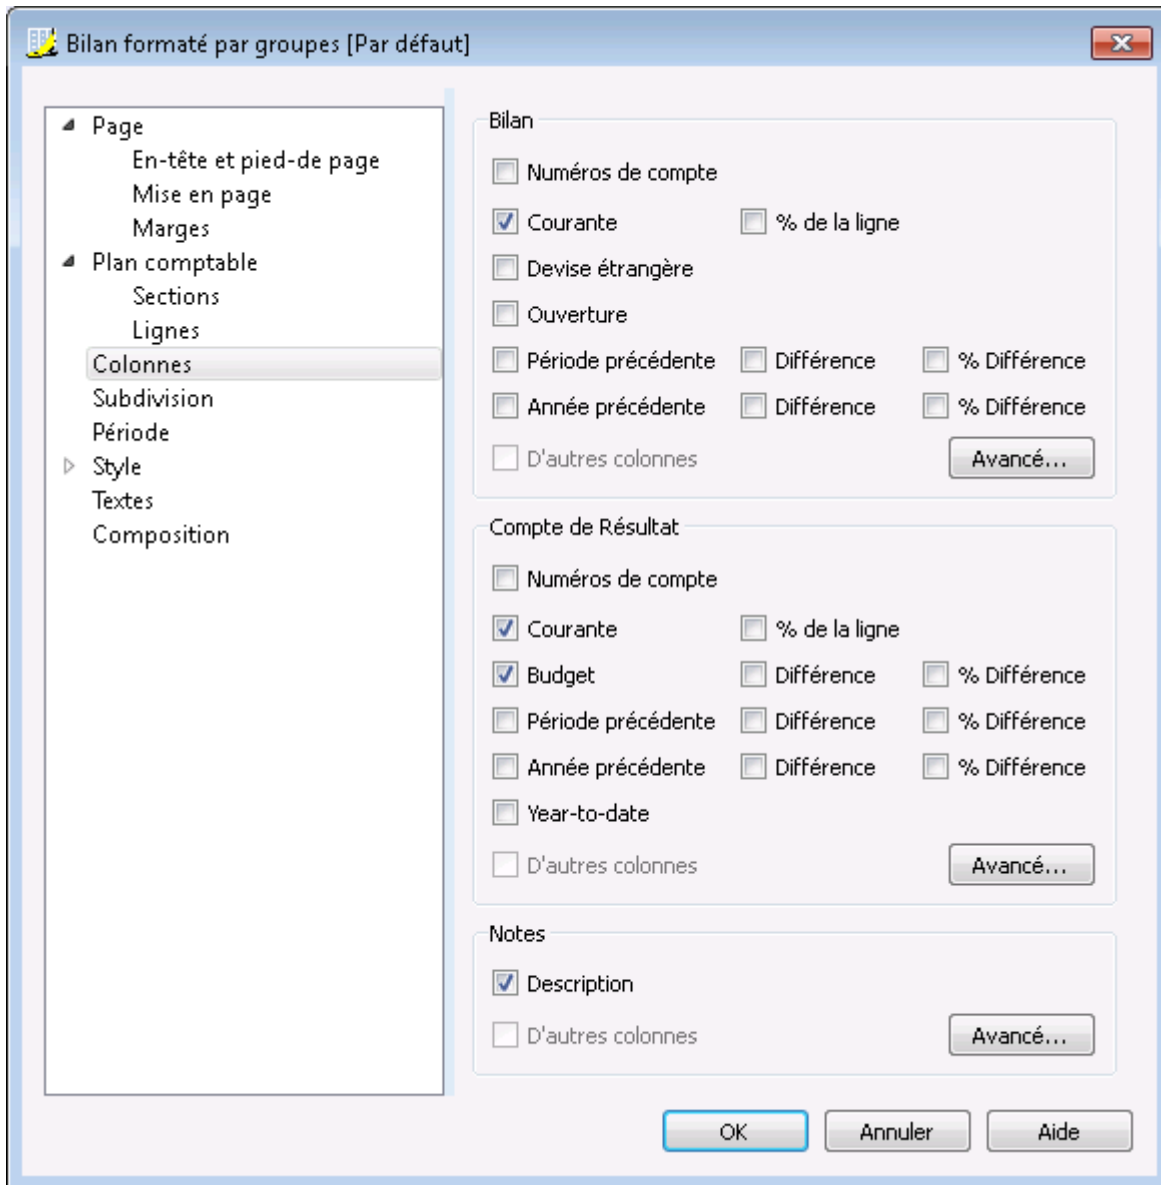 Bilan formaté par groupes [Par défaut]
Page
En-tête et pied-de page
Mise en page
Marges
Plan comptable
Sections
Lignes
Colonnes
Subdivision
Période
Style
Textes
Composition
Bilan
Numéros de compte
Courante % de la ligne
Devise étrangère
Ouverture
Période précédente Différence % Différence
Année précédente Différence % Différence
D'autres colonnes Avancé...
Compte de Résultat
Numéros de compte
Courante % de la ligne
Budget Différence % Différence
Période précédente Différence % Différence
Année précédente Différence % Différence
Year-to-date
D'autres colonnes Avancé...
Notes
Description
D'autres colonnes Avancé...
OK Annuler Aide